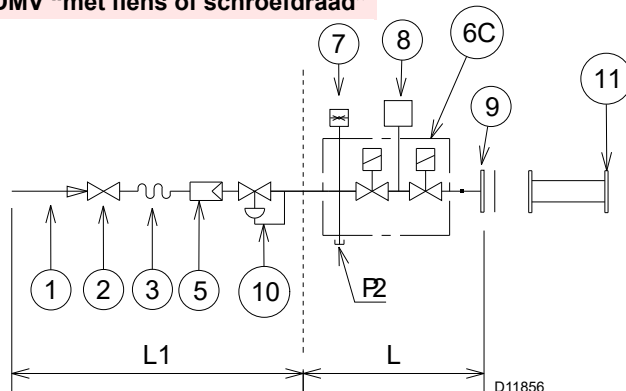 DMV "met flens of schroefdraad"
7
8
6C
9
11
1
2
3
5
10
P2
L1
L
D11856